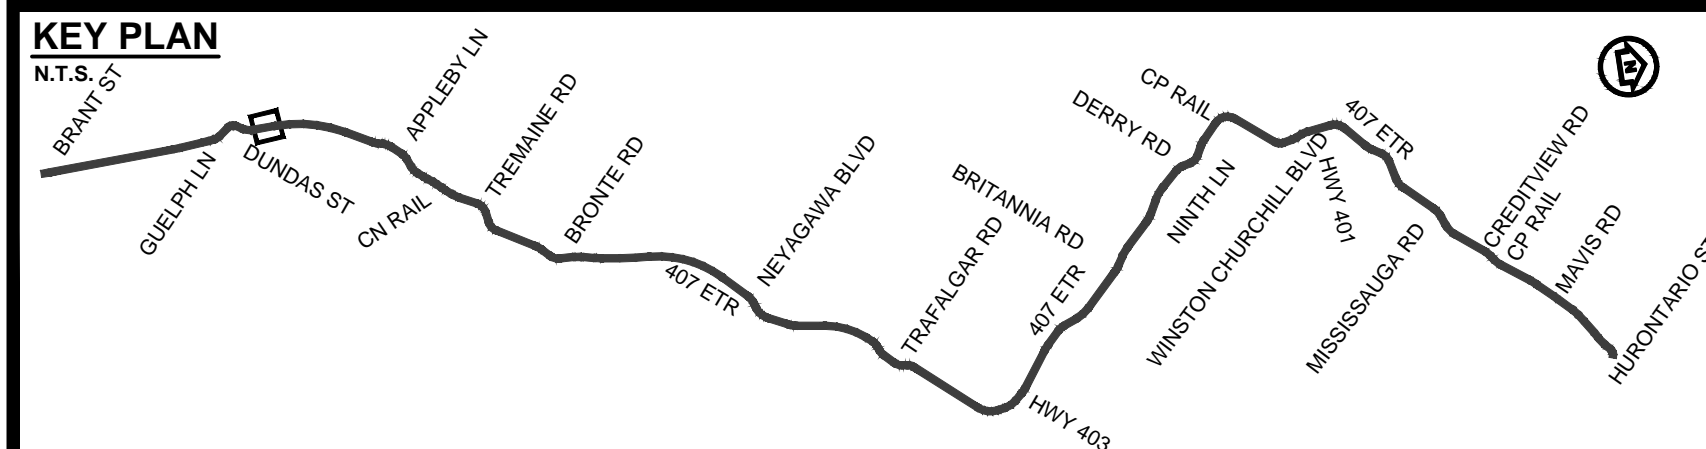 KEY PLAN
N.T.S.
BRANT ST
GUELPH LN
DUNDAS ST
CN RAIL
APPLEBY LN
TREMAINE RD
BRONTE RD
407 ETR
NEYAGAWA BLVD
TRAFALGAR RD
HWY 403
407 ETR
BRITANNIA RD
DERRY RD
CP RAIL
NINTH LN
WINSTON CHURCHILL BLVD
HWY 401
407 ETR
MISSISSAUGA RD
CREDITVIEW RD
CP RAIL
MAVIS RD
HURONTARIO ST
N